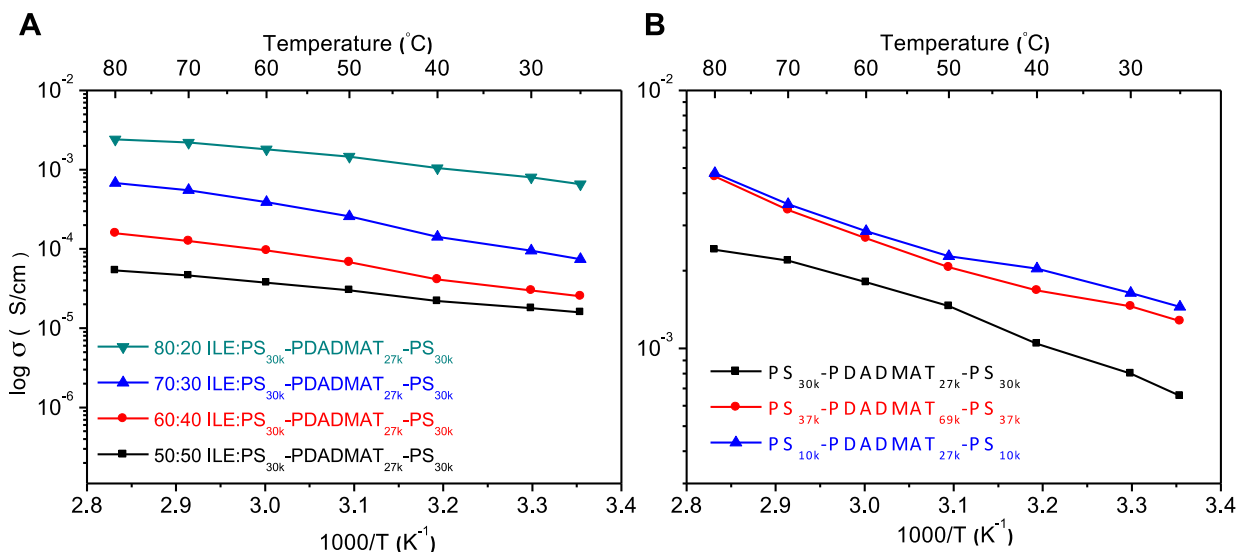 A
Temperature (°C)
80 70 60 50 40 30
10⁻²
10⁻³
10⁻⁴
10⁻⁵
10⁻⁶
log σ ( S/cm)
80:20 ILE:PS30k-PDADMAT27k-PS30k
70:30 ILE:PS30k-PDADMAT27k-PS30k
60:40 ILE:PS30k-PDADMAT27k-PS30k
50:50 ILE:PS30k-PDADMAT27k-PS30k
2.8 2.9 3.0 3.1 3.2 3.3 3.4
1000/T (K⁻¹)
B
Temperature (°C)
80 70 60 50 40 30
10⁻²
10⁻³
PS30k-PDADMAT27k-PS30k
PS37k-PDADMAT69k-PS37k
PS10k-PDADMAT27k-PS10k
2.8 2.9 3.0 3.1 3.2 3.3 3.4
1000/T (K⁻¹)